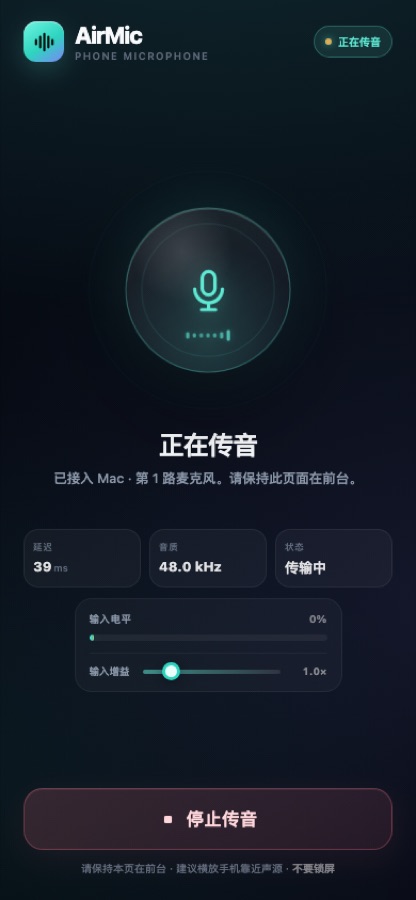 AirMic
PHONE MICROPHONE
正在传音
正在传音
已接入 Mac · 第 1 路麦克风。请保持此页面在前台。
延迟
39 ms
音质
48.0 kHz
状态
传输中
输入电平 0%
输入增益 1.0×
停止传音
请保持本页在前台 · 建议横放手机靠近声源 · 不要锁屏